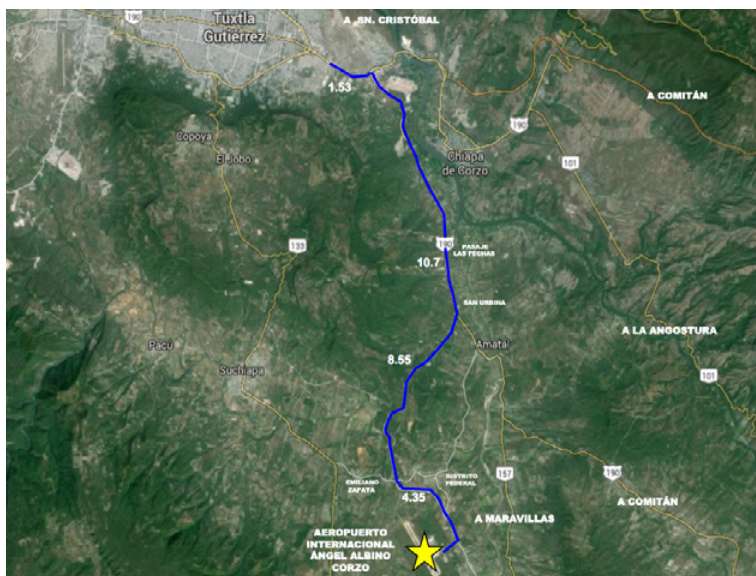 190
Tuxtla
Gutiérrez
A SN. CRISTÓBAL
1.53
A COMITÁN
190
Copoya
El Jobo
Chiapa
de Corzo
101
133
190
PASAJE
LAS FECHAS
10.7
SAN URBINA
A LA ANGOSTURA
Pacú
8.55
Amatal
Suchiapa
101
EMILIANO
ZAPATA
DISTRITO
FEDERAL
157
190
4.35
A COMITÁN
A MARAVILLAS
AEROPUERTO
INTERNACIONAL
ÁNGEL ALBINO
CORZO